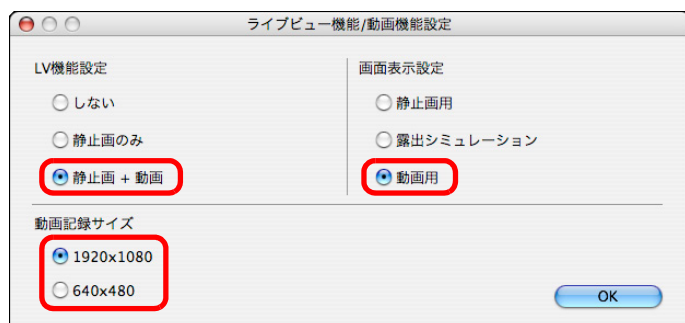 ライブビュー機能/動画機能設定
LV機能設定
しない
静止画のみ
静止画 + 動画
画面表示設定
静止画用
露出シミュレーション
動画用
動画記録サイズ
1920x1080
640x480
OK